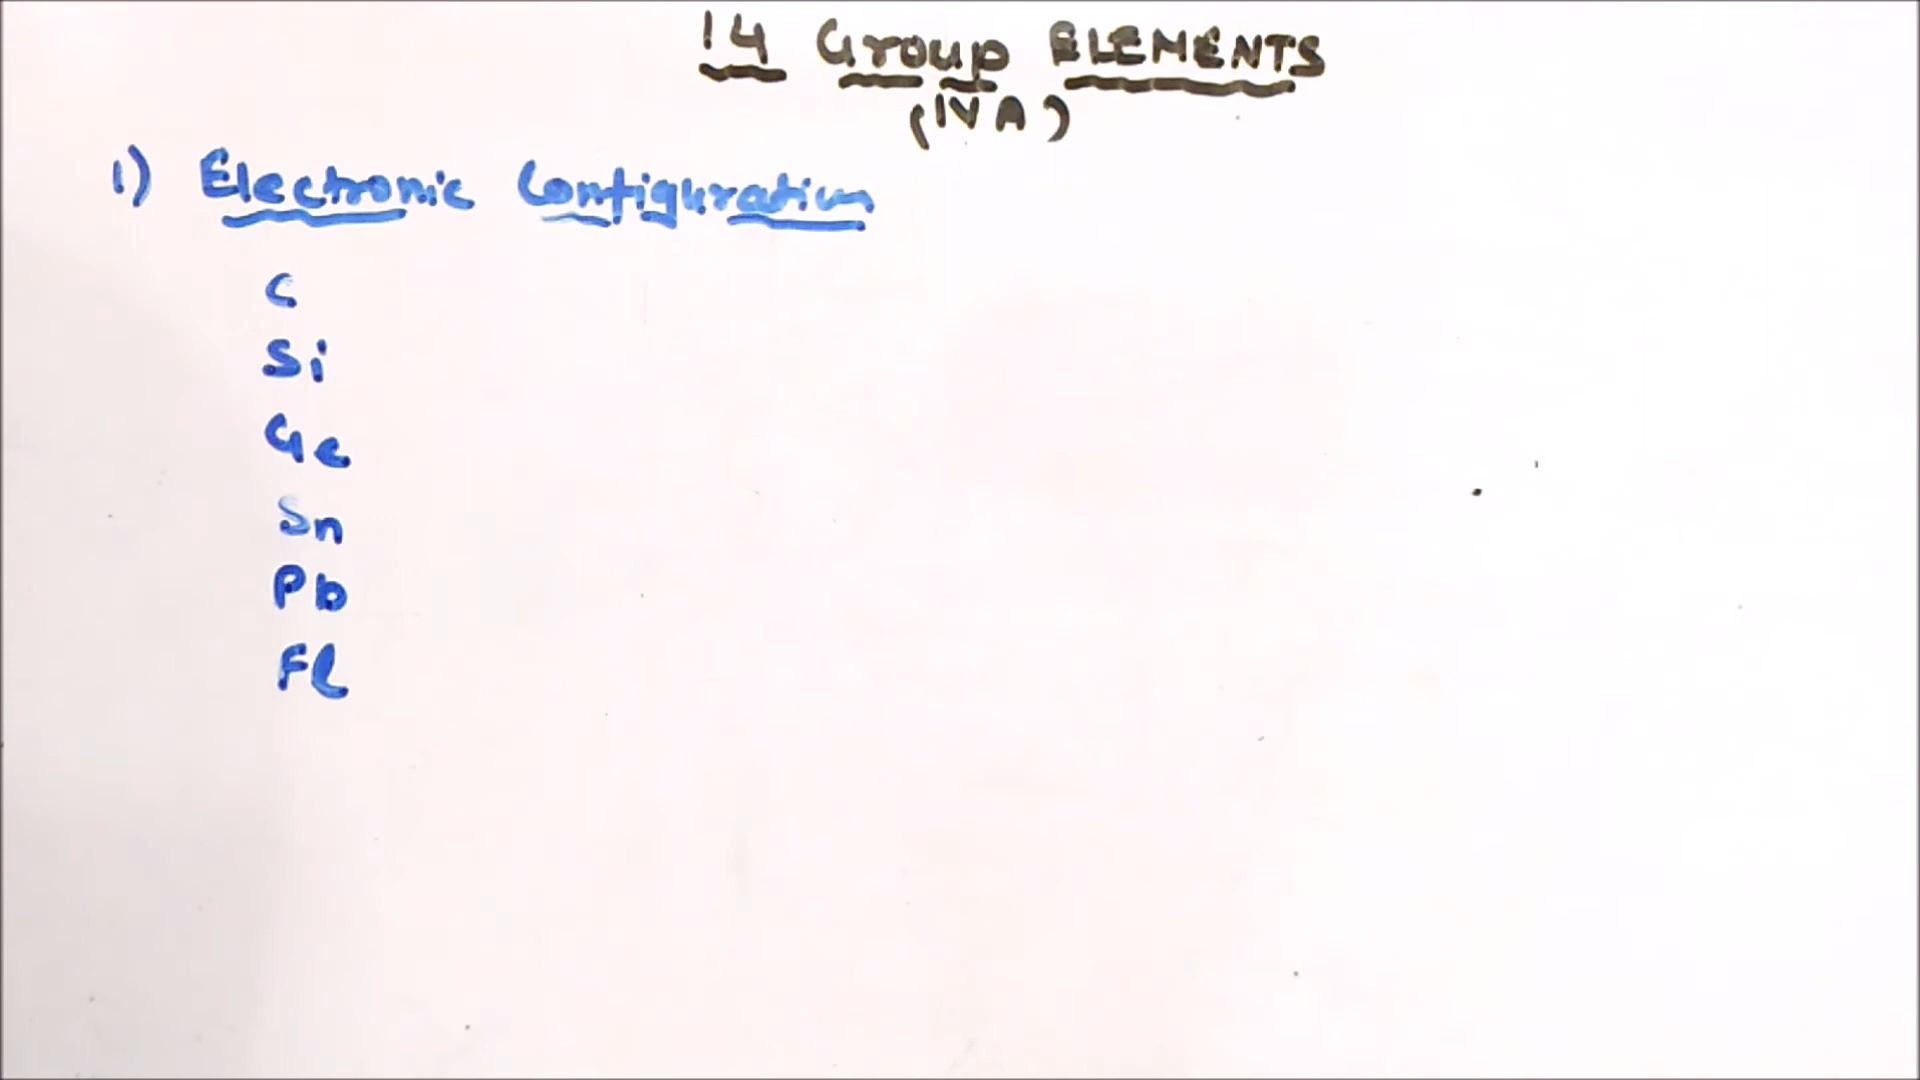 14 Group ELEMENTS
(IVA)
1) Electronic Configuration
C
Si
Ge
Sn
Pb
Fl